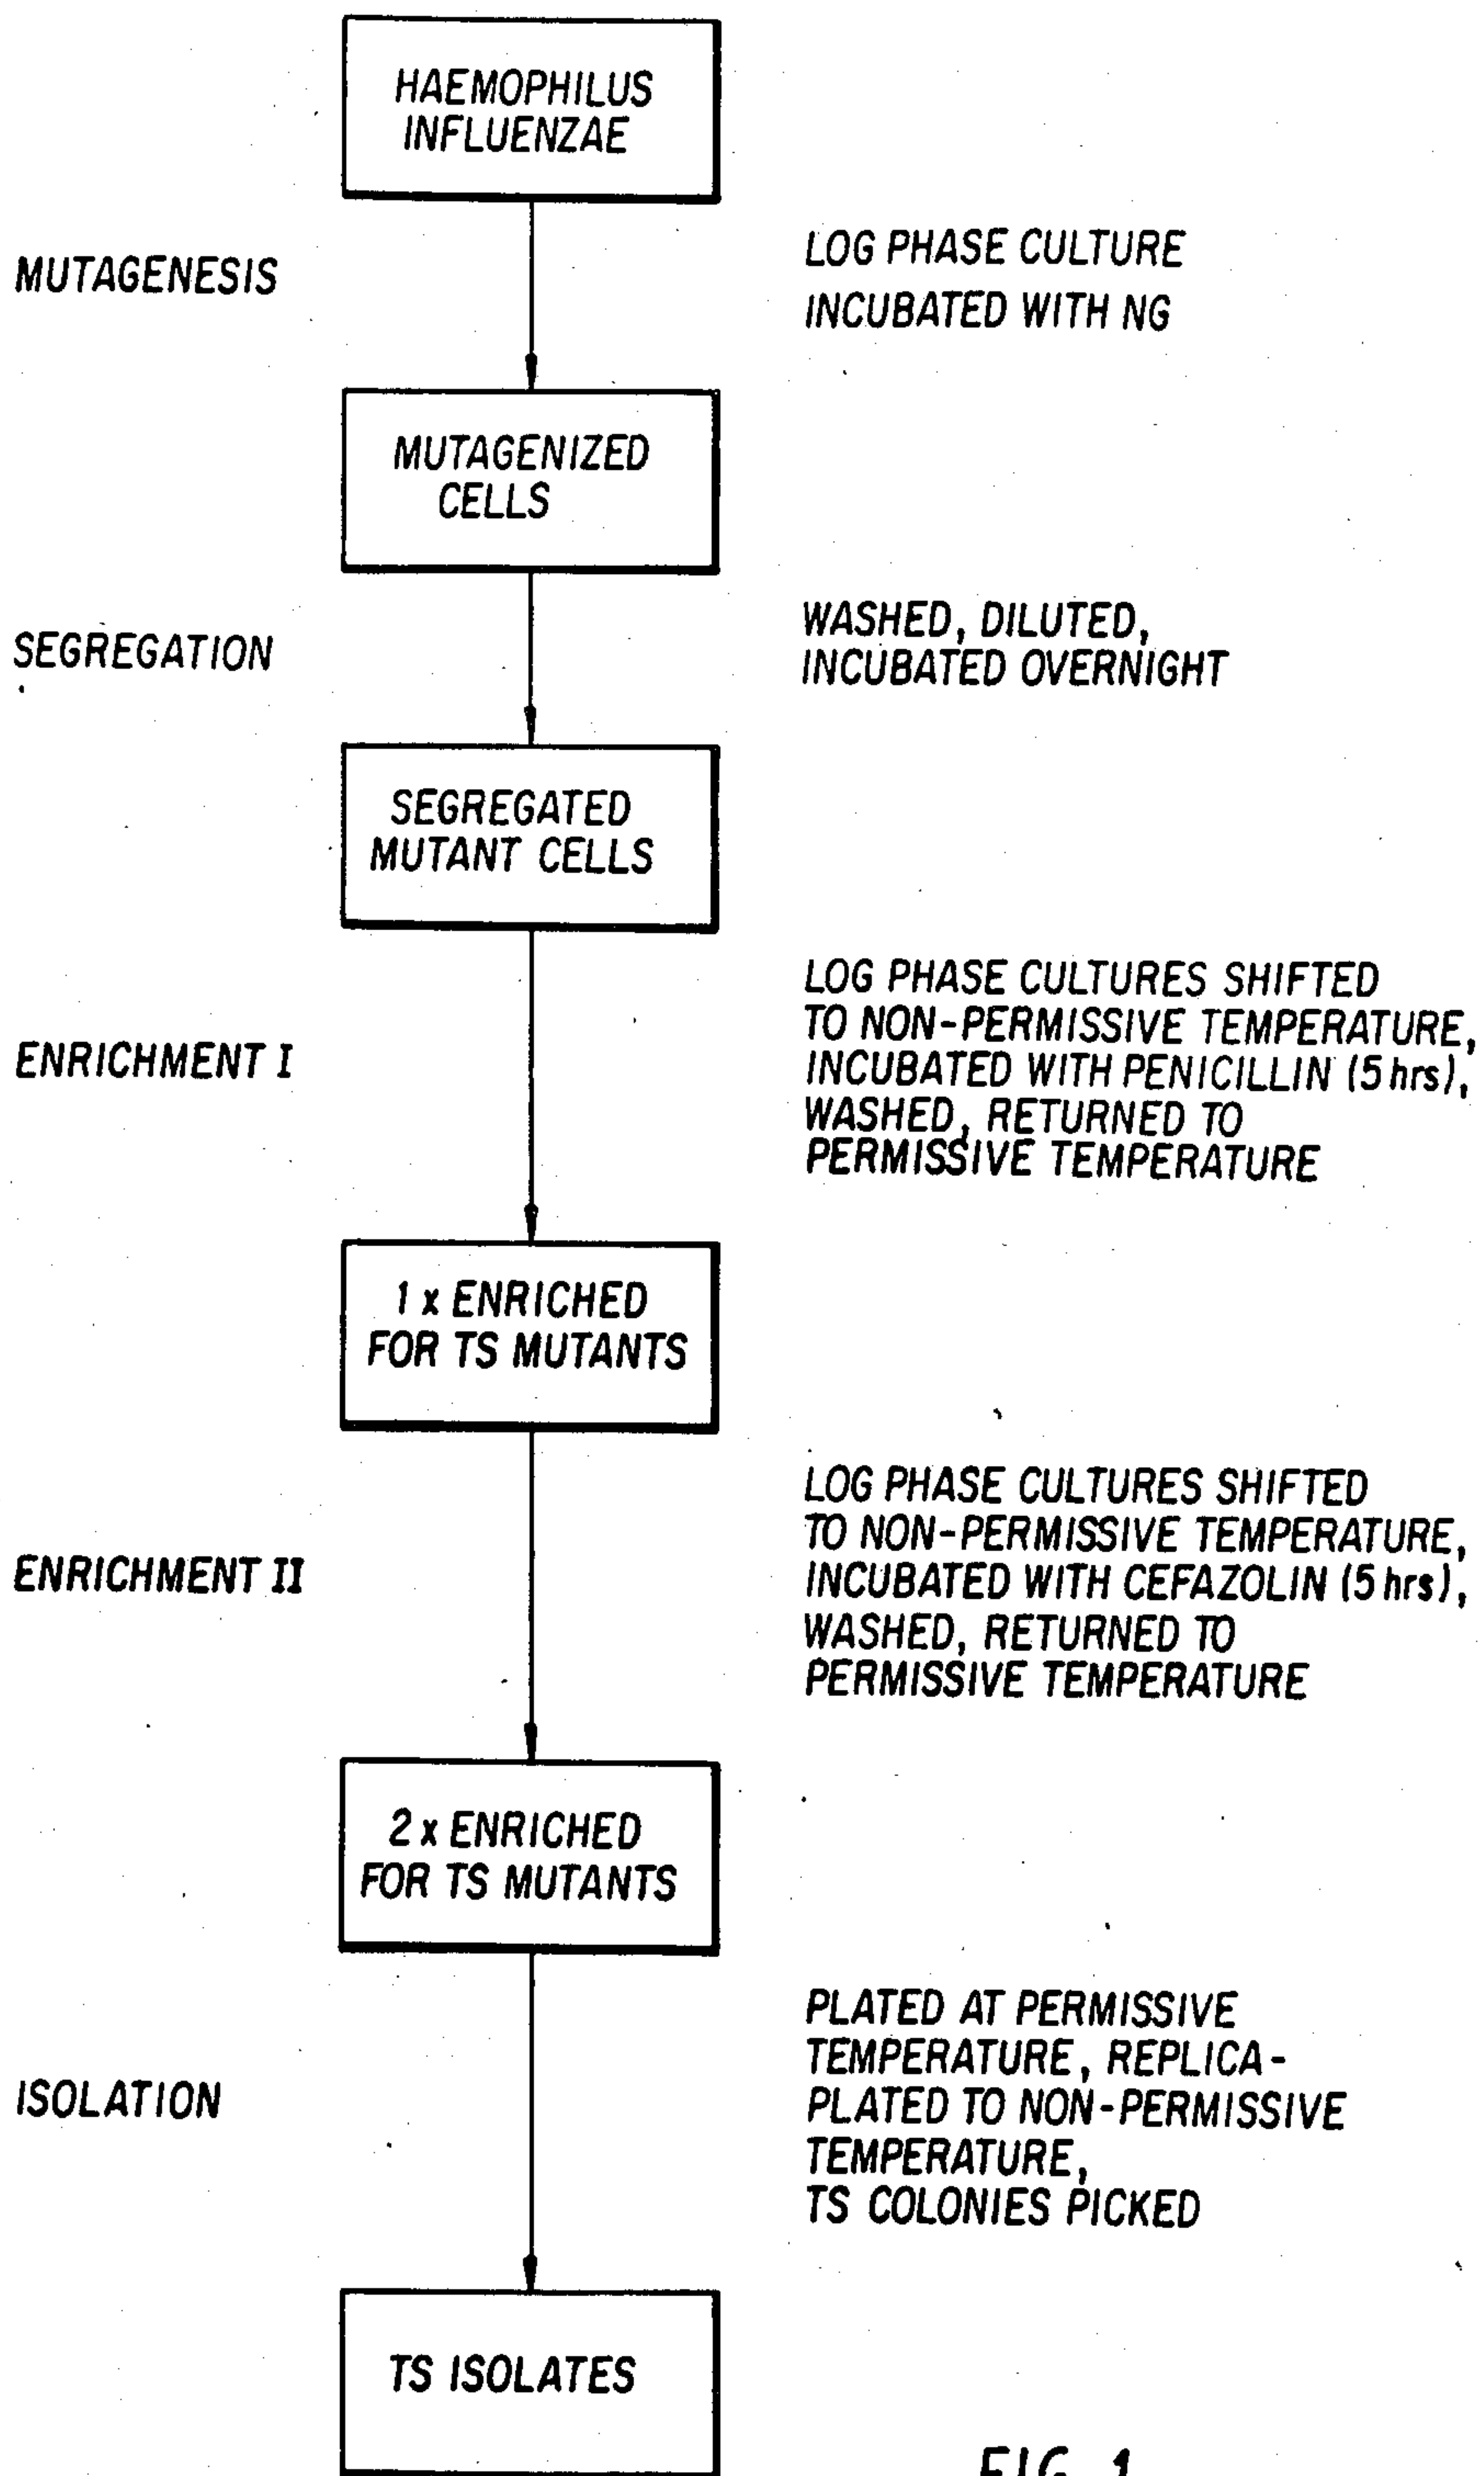 HAEMOPHILUS
INFLUENZAE
MUTAGENESIS
LOG PHASE CULTURE
INCUBATED WITH NG
MUTAGENIZED
CELLS
SEGREGATION
WASHED, DILUTED,
INCUBATED OVERNIGHT
SEGREGATED
MUTANT CELLS
ENRICHMENT I
LOG PHASE CULTURES SHIFTED
TO NON-PERMISSIVE TEMPERATURE,
INCUBATED WITH PENICILLIN (5 hrs),
WASHED, RETURNED TO
PERMISSIVE TEMPERATURE
1 x ENRICHED
FOR TS MUTANTS
ENRICHMENT II
LOG PHASE CULTURES SHIFTED
TO NON-PERMISSIVE TEMPERATURE,
INCUBATED WITH CEFAZOLIN (5 hrs),
WASHED, RETURNED TO
PERMISSIVE TEMPERATURE
2 x ENRICHED
FOR TS MUTANTS
ISOLATION
PLATED AT PERMISSIVE
TEMPERATURE, REPLICA-
PLATED TO NON-PERMISSIVE
TEMPERATURE,
TS COLONIES PICKED
TS ISOLATES
FIG. 1